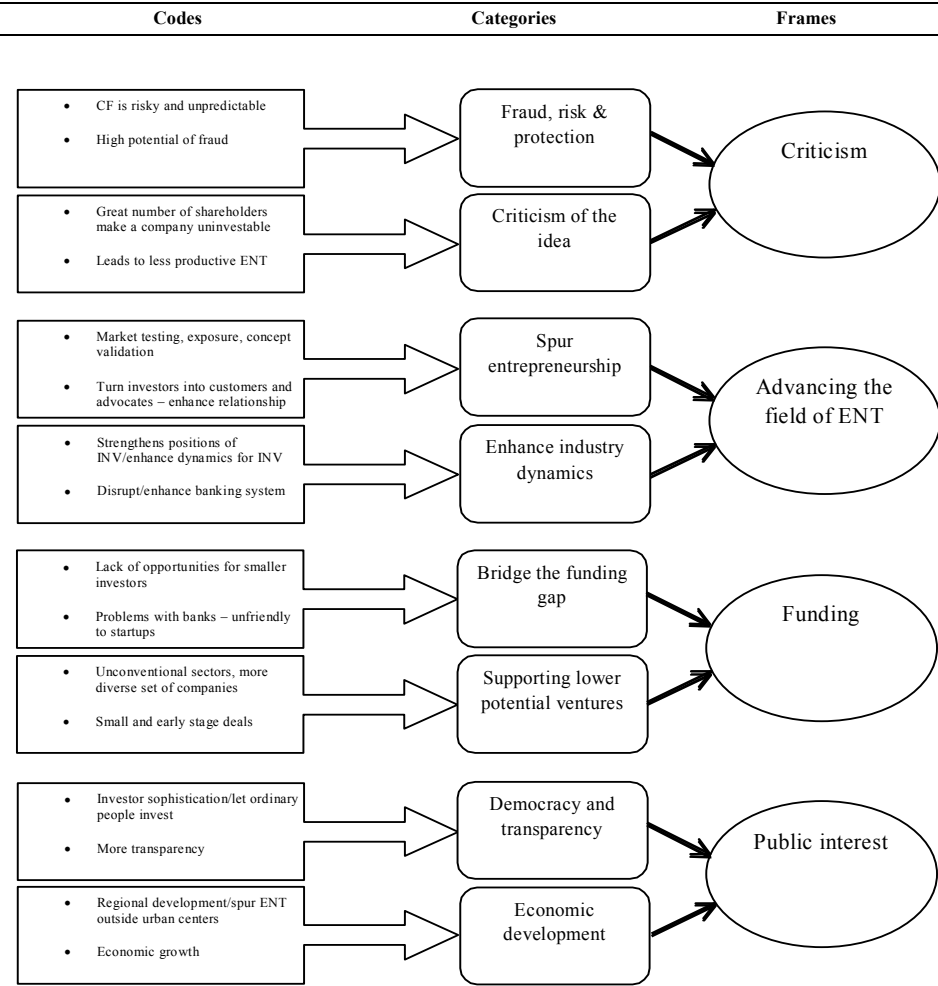 Codes Categories Frames
• CF is risky and unpredictable
• High potential of fraud
Fraud, risk &
protection
• Great number of shareholders
make a company uninvestable
• Leads to less productive ENT
Criticism of the
idea
Criticism
• Market testing, exposure, concept
validation
• Turn investors into customers and
advocates – enhance relationship
Spur
entrepreneurship
• Strengthens positions of
INV/enhance dynamics for INV
• Disrupt/enhance banking system
Enhance industry
dynamics
Advancing the
field of ENT
• Lack of opportunities for smaller
investors
• Problems with banks – unfriendly
to startups
Bridge the funding
gap
• Unconventional sectors, more
diverse set of companies
• Small and early stage deals
Supporting lower
potential ventures
Funding
• Investor sophistication/let ordinary
people invest
• More transparency
Democracy and
transparency
• Regional development/spur ENT
outside urban centers
• Economic growth
Economic
development
Public interest